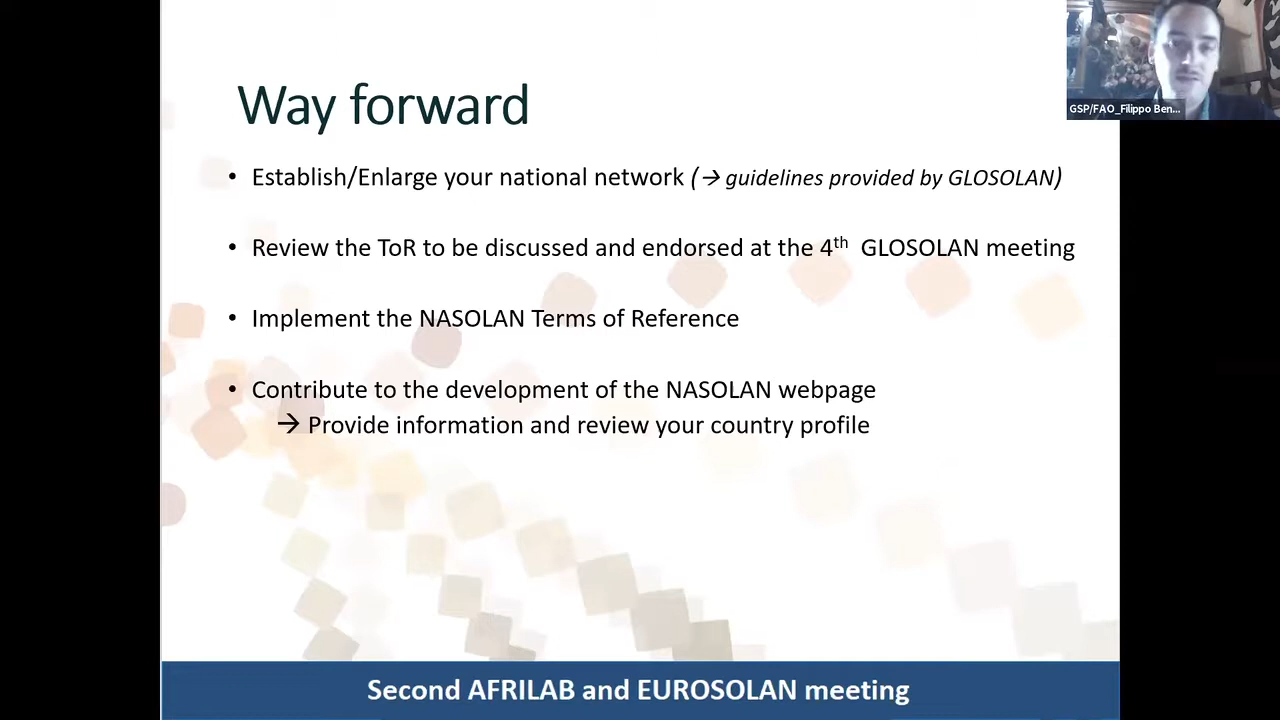 GSP/FAO_Filippo Ben...
Way forward
• Establish/Enlarge your national network (→ guidelines provided by GLOSOLAN)
• Review the ToR to be discussed and endorsed at the 4th GLOSOLAN meeting
• Implement the NASOLAN Terms of Reference
• Contribute to the development of the NASOLAN webpage
→ Provide information and review your country profile
Second AFRILAB and EUROSOLAN meeting